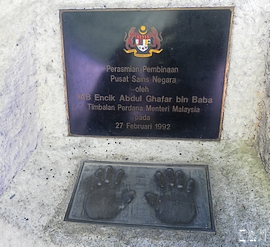 Perasmian Pembinaan
Pusat Sains Negara
oleh
YAB Encik Abdul Ghafar bin Baba
Timbalan Perdana Menteri Malaysia
pada
27 Februari 1992